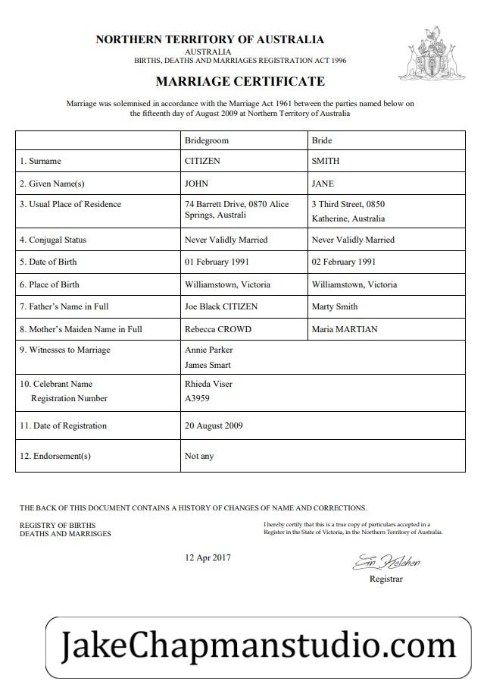 NORTHERN TERRITORY OF AUSTRALIA
AUSTRALIA
BIRTHS, DEATHS AND MARRIAGES REGISTRATION ACT 1996
MARRIAGE CERTIFICATE
Marriage was solemnised in accordance with the Marriage Act 1961 between the parties named below on
the fifteenth day of August 2009 at Northern Territory of Australia
Bridegroom Bride
1. Surname CITIZEN SMITH
2. Given Name(s) JOHN JANE
3. Usual Place of Residence 74 Barrett Drive, 0870 Alice 3 Third Street, 0850
Springs, Australi Katherine, Australia
4. Conjugal Status Never Validly Married Never Validly Married
5. Date of Birth 01 February 1991 02 February 1991
6. Place of Birth Williamstown, Victoria Williamstown, Victoria
7. Father's Name in Full Joe Black CITIZEN Marty Smith
8. Mother's Maiden Name in Full Rebecca CROWD Maria MARTIAN
9. Witnesses to Marriage Annie Parker
James Smart
10. Celebrant Name Rhieda Viser
Registration Number A3959
11. Date of Registration 20 August 2009
12. Endorsement(s) Not any
THE BACK OF THIS DOCUMENT CONTAINS A HISTORY OF CHANGES OF NAME AND CORRECTIONS.
REGISTRY OF BIRTHS
DEATHS AND MARRISGES
I hereby certify that this is a true copy of particulars accepted in a
Register in the State of Victoria, in the Northern Territory of Australia.
12 Apr 2017
Registrar
JakeChapmanstudio.com